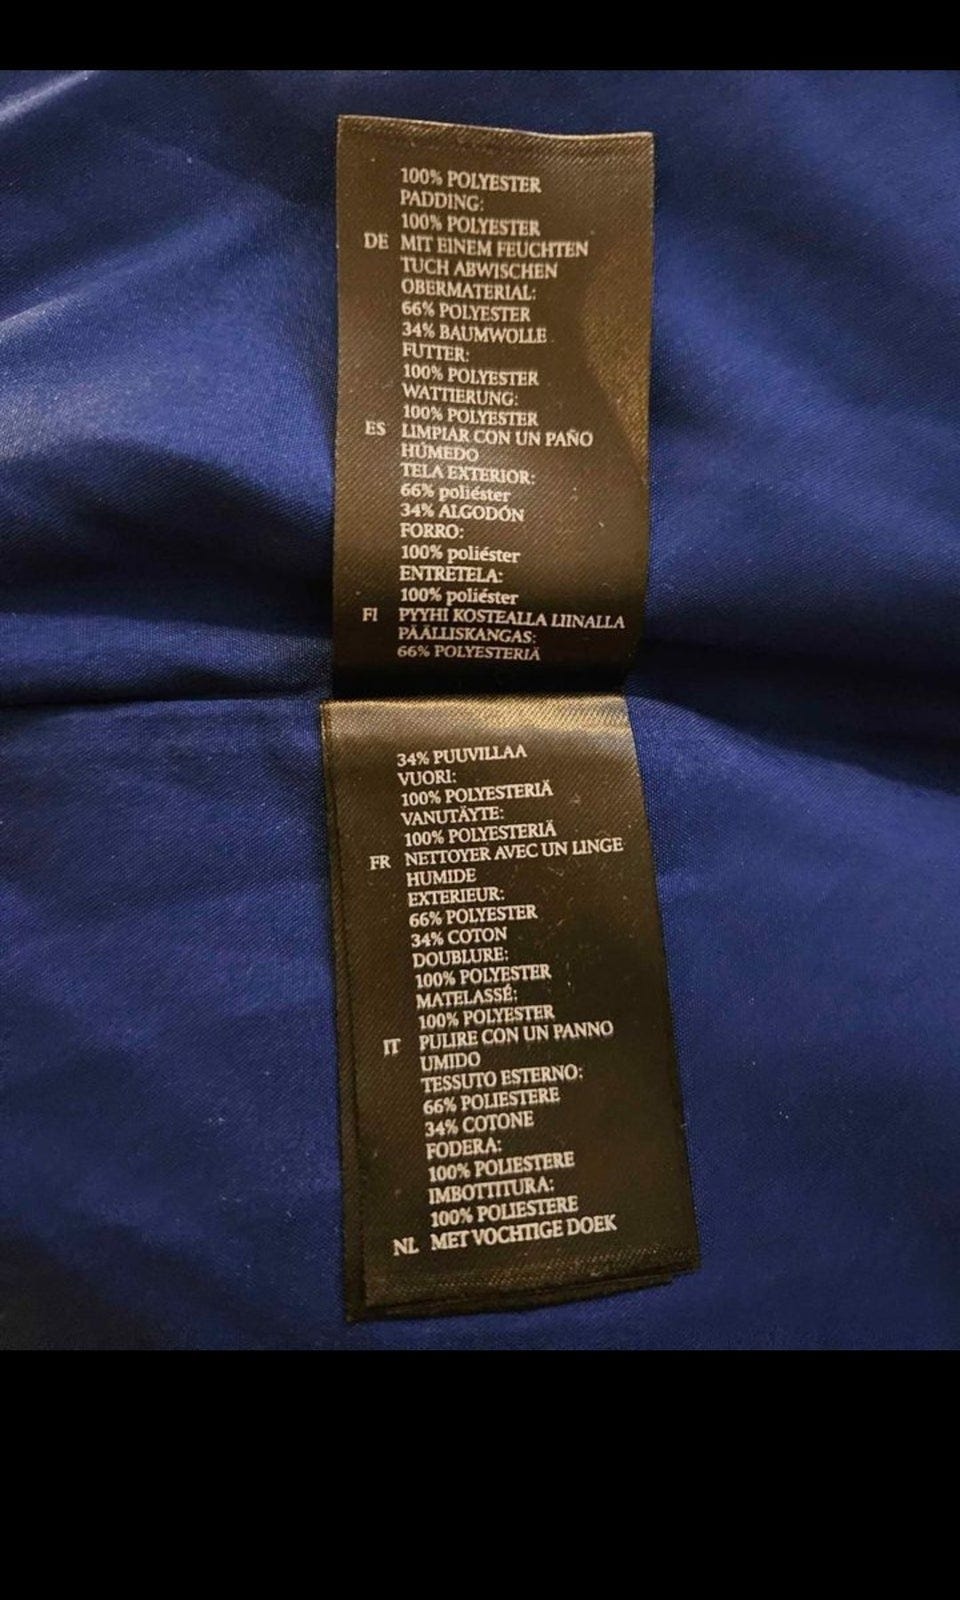 100% POLYESTER
PADDING:
100% POLYESTER
DE MIT EINEM FEUCHTEN
TUCH ABWISCHEN
OBERMATERIAL:
66% POLYESTER
34% BAUMWOLLE
FUTTER:
100% POLYESTER
WATTIERUNG:
100% POLYESTER
ES LIMPIAR CON UN PAÑO
HÚMEDO
TELA EXTERIOR:
66% poliéster
34% ALGODÓN
FORRO:
100% poliéster
ENTRETELA:
100% poliéster
FI PYYHI KOSTEALLA LIINALLA
PÄÄLLISKANGAS:
66% POLYESTERIÄ
34% PUUVILLAA
VUORI:
100% POLYESTERIÄ
VANUTÄYTE:
100% POLYESTERIÄ
FR NETTOYER AVEC UN LINGE
HUMIDE
EXTERIEUR:
66% POLYESTER
34% COTON
DOUBLURE:
100% POLYESTER
MATELASSÉ:
100% POLYESTER
IT PULIRE CON UN PANNO
UMIDO
TESSUTO ESTERNO:
66% POLIESTERE
34% COTONE
FODERA:
100% POLIESTERE
IMBOTTITURA:
100% POLIESTERE
NL MET VOCHTIGE DOEK